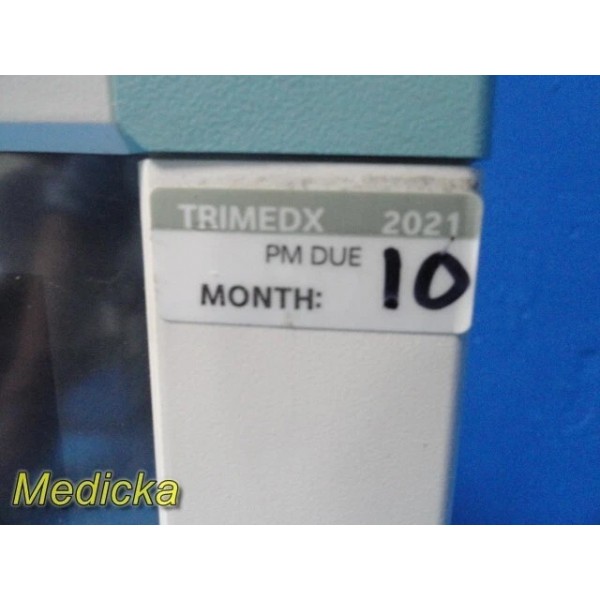 TRIMEDX 2021
PM DUE
MONTH: 10
Medicka